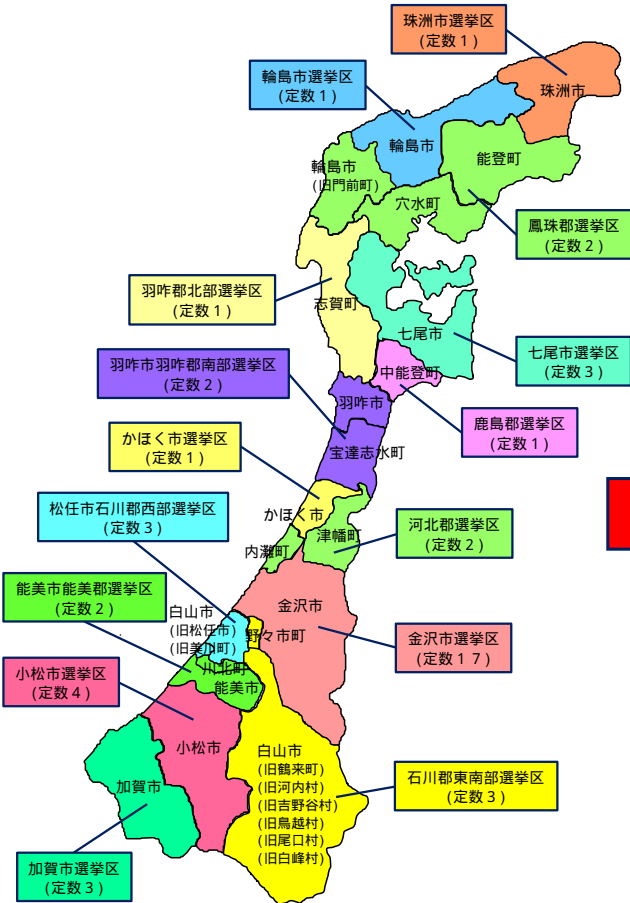 珠洲市選挙区
(定数1)
輪島市選挙区
(定数1)
珠洲市
輪島市
能登町
輪島市
(旧門前町)
穴水町
鳳珠郡選挙区
(定数2)
羽咋郡北部選挙区
(定数1)
志賀町
七尾市
七尾市選挙区
(定数3)
羽咋市羽咋郡南部選挙区
(定数2)
中能登町
羽咋市
鹿島郡選挙区
(定数1)
かほく市選挙区
(定数1)
宝達志水町
松任市石川郡西部選挙区
(定数3)
かほく市
津幡町
河北郡選挙区
(定数2)
内灘町
能美市能美郡選挙区
(定数2)
白山市
(旧松任市)
(旧美川町)
金沢市
野々市町
金沢市選挙区
(定数17)
小松市選挙区
(定数4)
川北町
能美市
小松市
白山市
(旧鶴来町)
(旧河内村)
(旧吉野谷村)
(旧鳥越村)
(旧尾口村)
(旧白峰村)
石川郡東南部選挙区
(定数3)
加賀市
加賀市選挙区
(定数3)